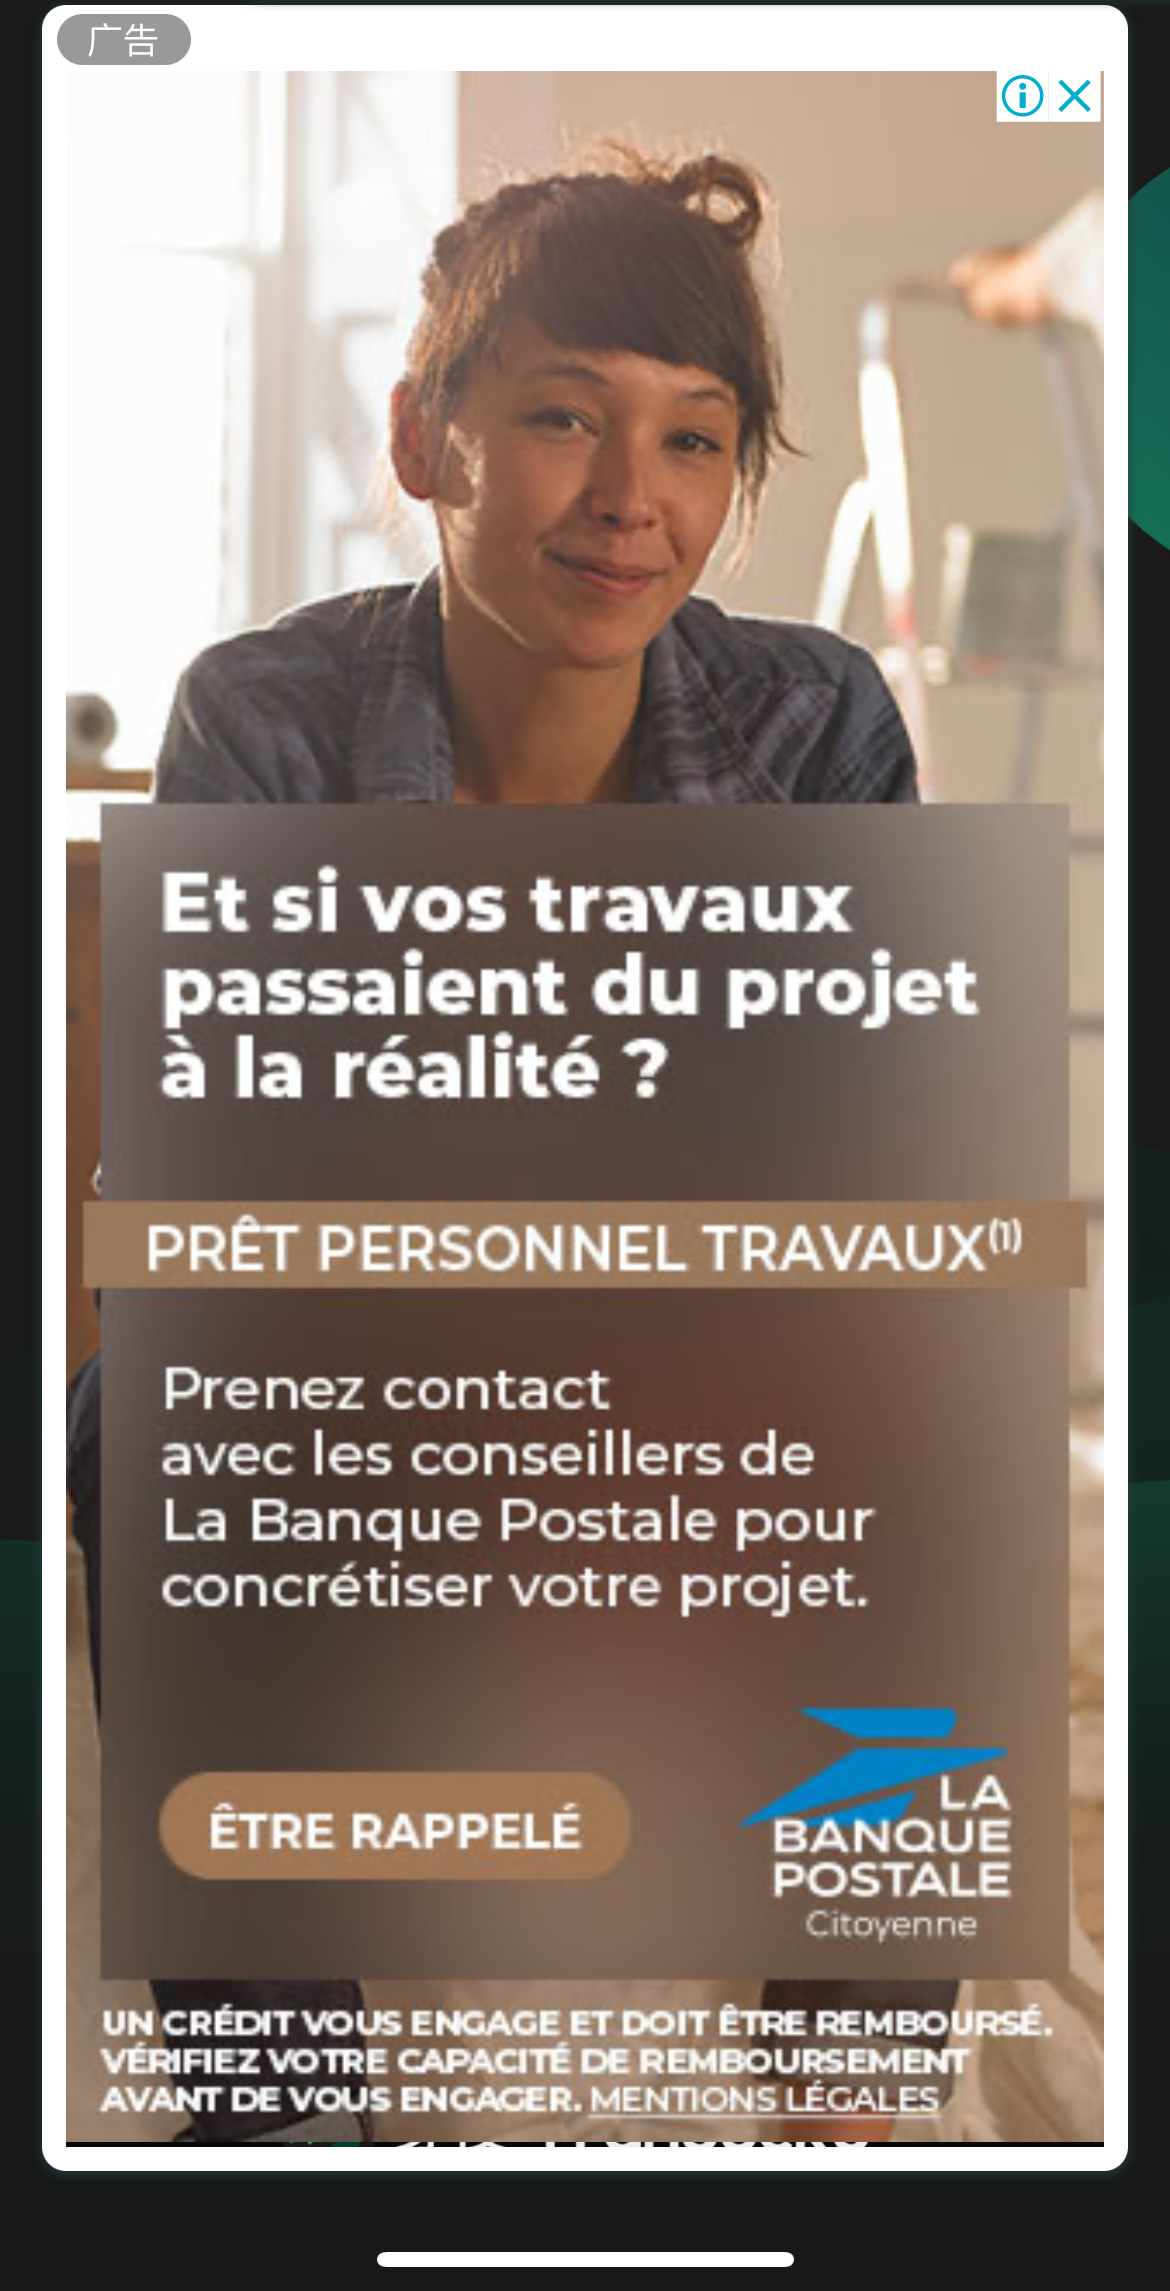 广告
Et si vos travaux
passaient du projet
à la réalité ?
PRÊT PERSONNEL TRAVAUX(1)
Prenez contact
avec les conseillers de
La Banque Postale pour
concrétiser votre projet.
ÊTRE RAPPELÉ
LA
BANQUE
POSTALE
Citoyenne
UN CRÉDIT VOUS ENGAGE ET DOIT ÊTRE REMBOURSÉ.
VÉRIFIEZ VOTRE CAPACITÉ DE REMBOURSEMENT
AVANT DE VOUS ENGAGER. MENTIONS LÉGALES